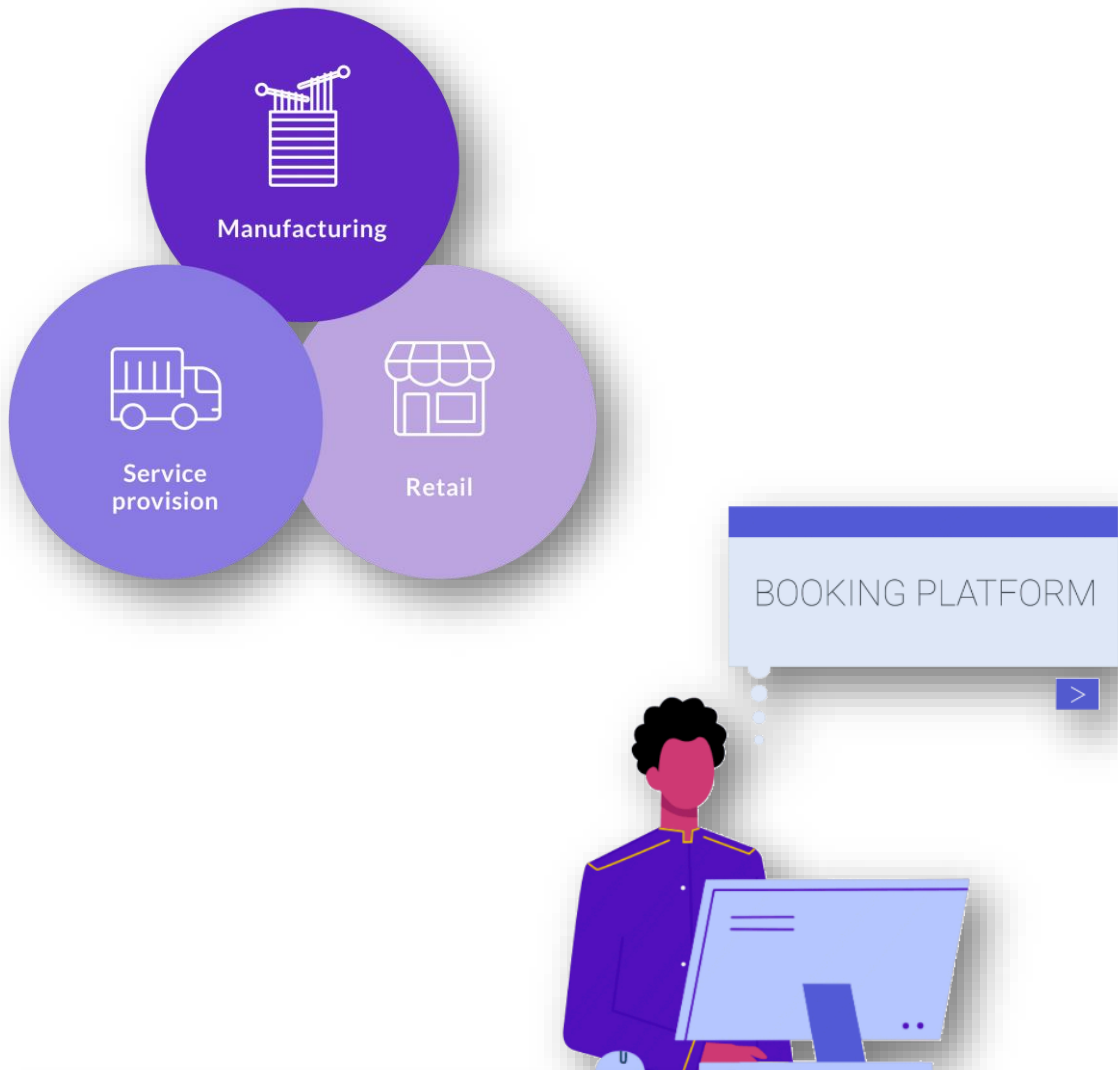 Manufacturing
Service
provision
Retail
BOOKING PLATFORM
>